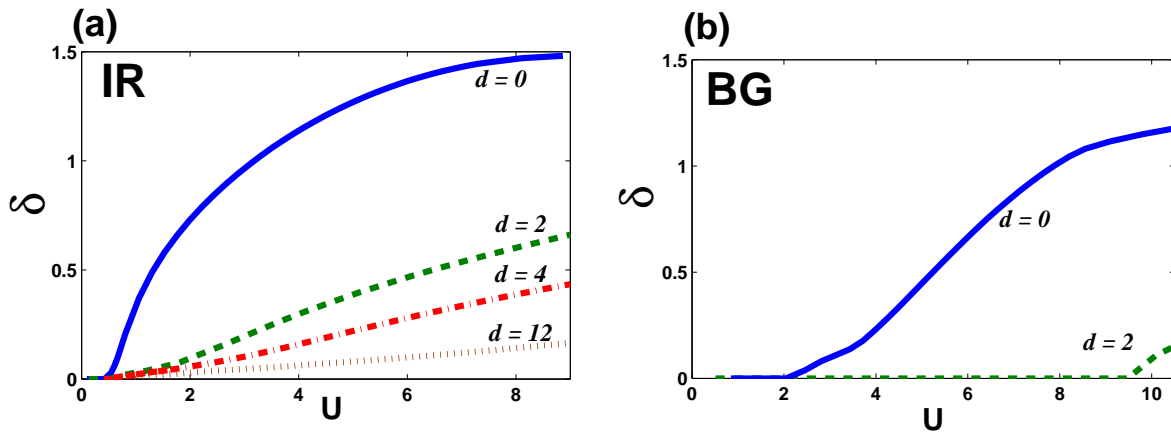 (a)
IR
1.5
1
0.5
0
δ
d = 0
d = 2
d = 4
d = 12
0 2 4 6 8
U
(b)
BG
1.5
1
0.5
0
δ
d = 0
d = 2
0 2 4 6 8 10
U